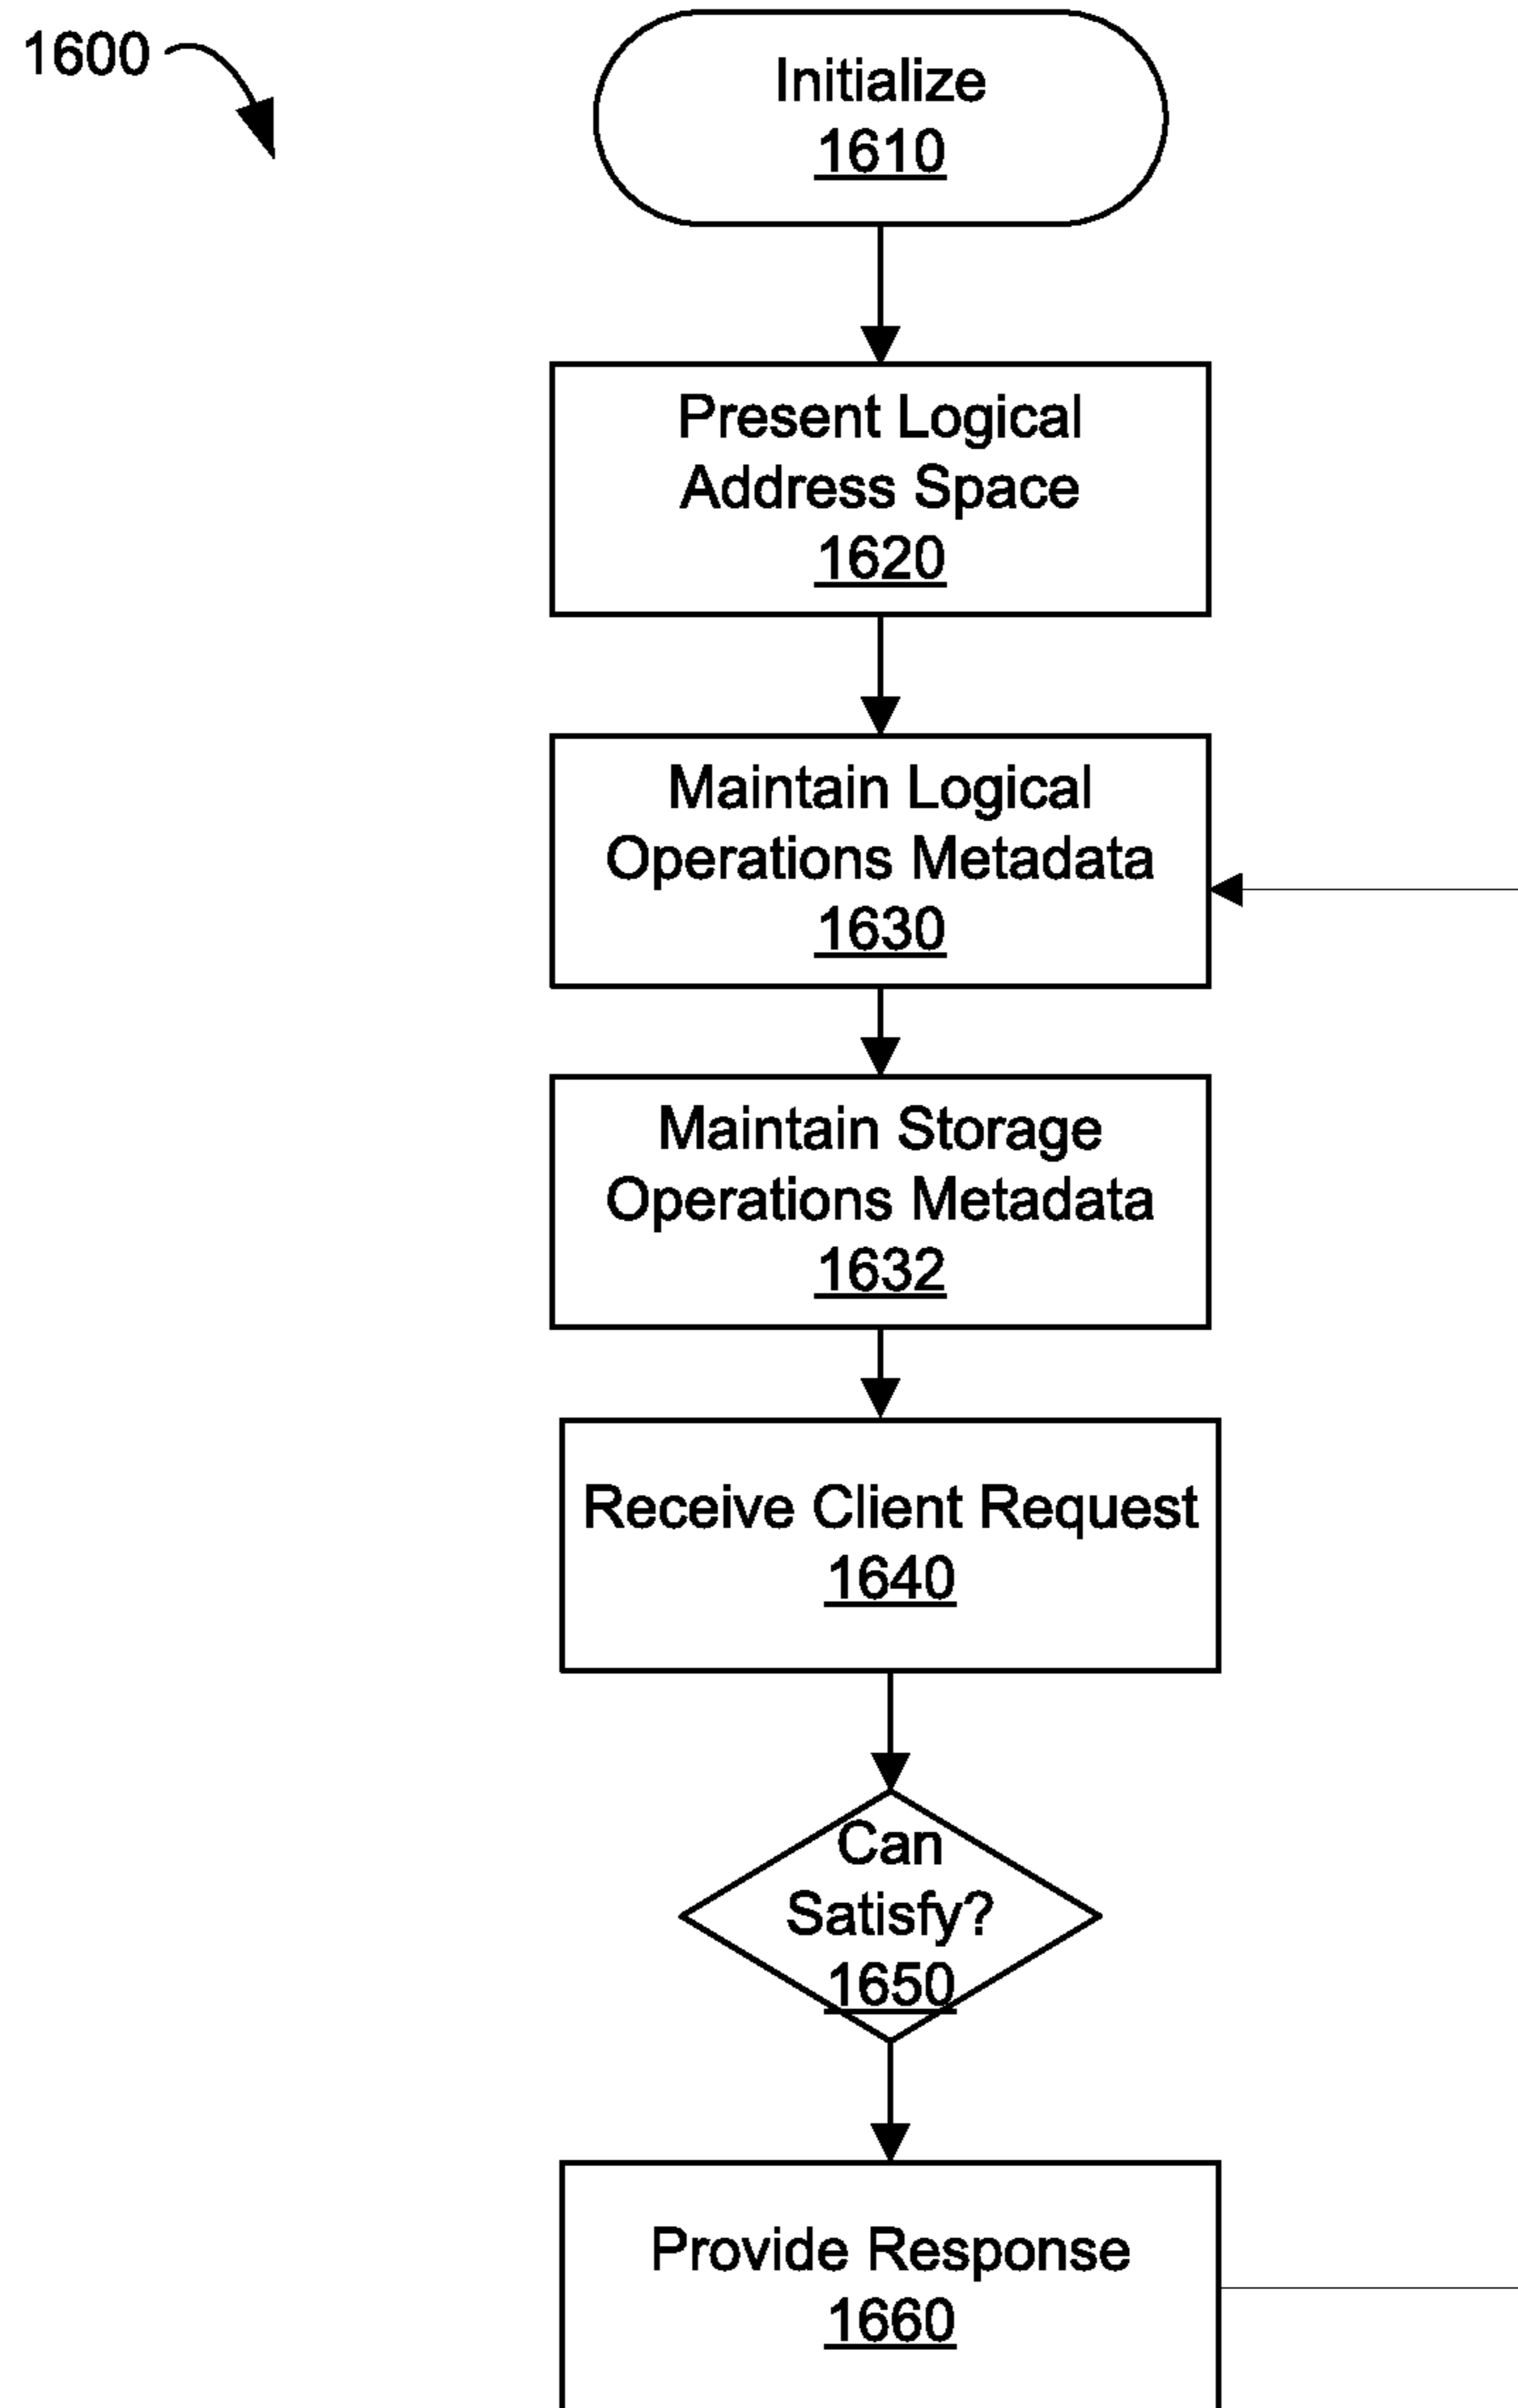 1600
Initialize
1610
Present Logical
Address Space
1620
Maintain Logical
Operations Metadata
1630
Maintain Storage
Operations Metadata
1632
Receive Client Request
1640
Can
Satisfy?
1650
Provide Response
1660